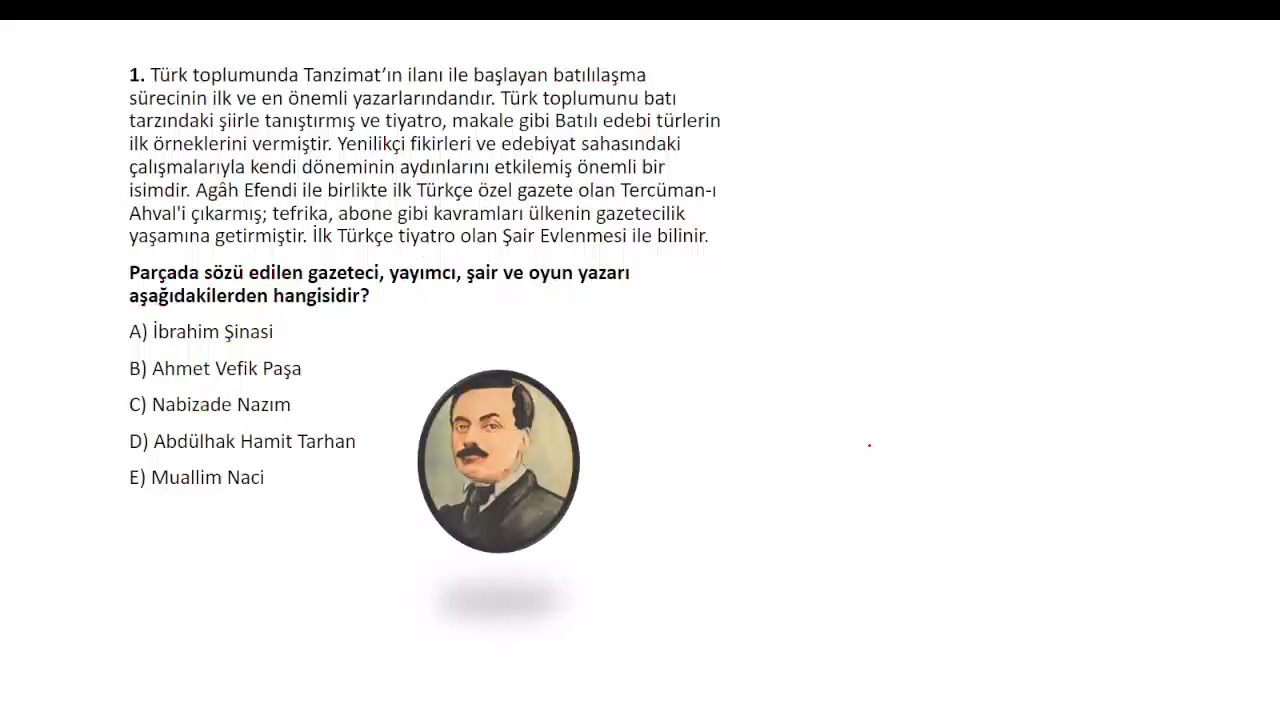 1. Türk toplumunda Tanzimat’ın ilanı ile başlayan batılılaşma
sürecinin ilk ve en önemli yazarlarındandır. Türk toplumunu batı
tarzındaki şiirle tanıştırmış ve tiyatro, makale gibi Batılı edebi türlerin
ilk örneklerini vermiştir. Yenilikçi fikirleri ve edebiyat sahasındaki
çalışmalarıyla kendi döneminin aydınlarını etkilemiş önemli bir
isimdir. Agâh Efendi ile birlikte ilk Türkçe özel gazete olan Tercüman-ı
Ahval'i çıkarmış; tefrika, abone gibi kavramları ülkenin gazetecilik
yaşamına getirmiştir. İlk Türkçe tiyatro olan Şair Evlenmesi ile bilinir.
Parçada sözü edilen gazeteci, yayımcı, şair ve oyun yazarı
aşağıdakilerden hangisidir?
A) İbrahim Şinasi
B) Ahmet Vefik Paşa
C) Nabizade Nazım
D) Abdülhak Hamit Tarhan
E) Muallim Naci